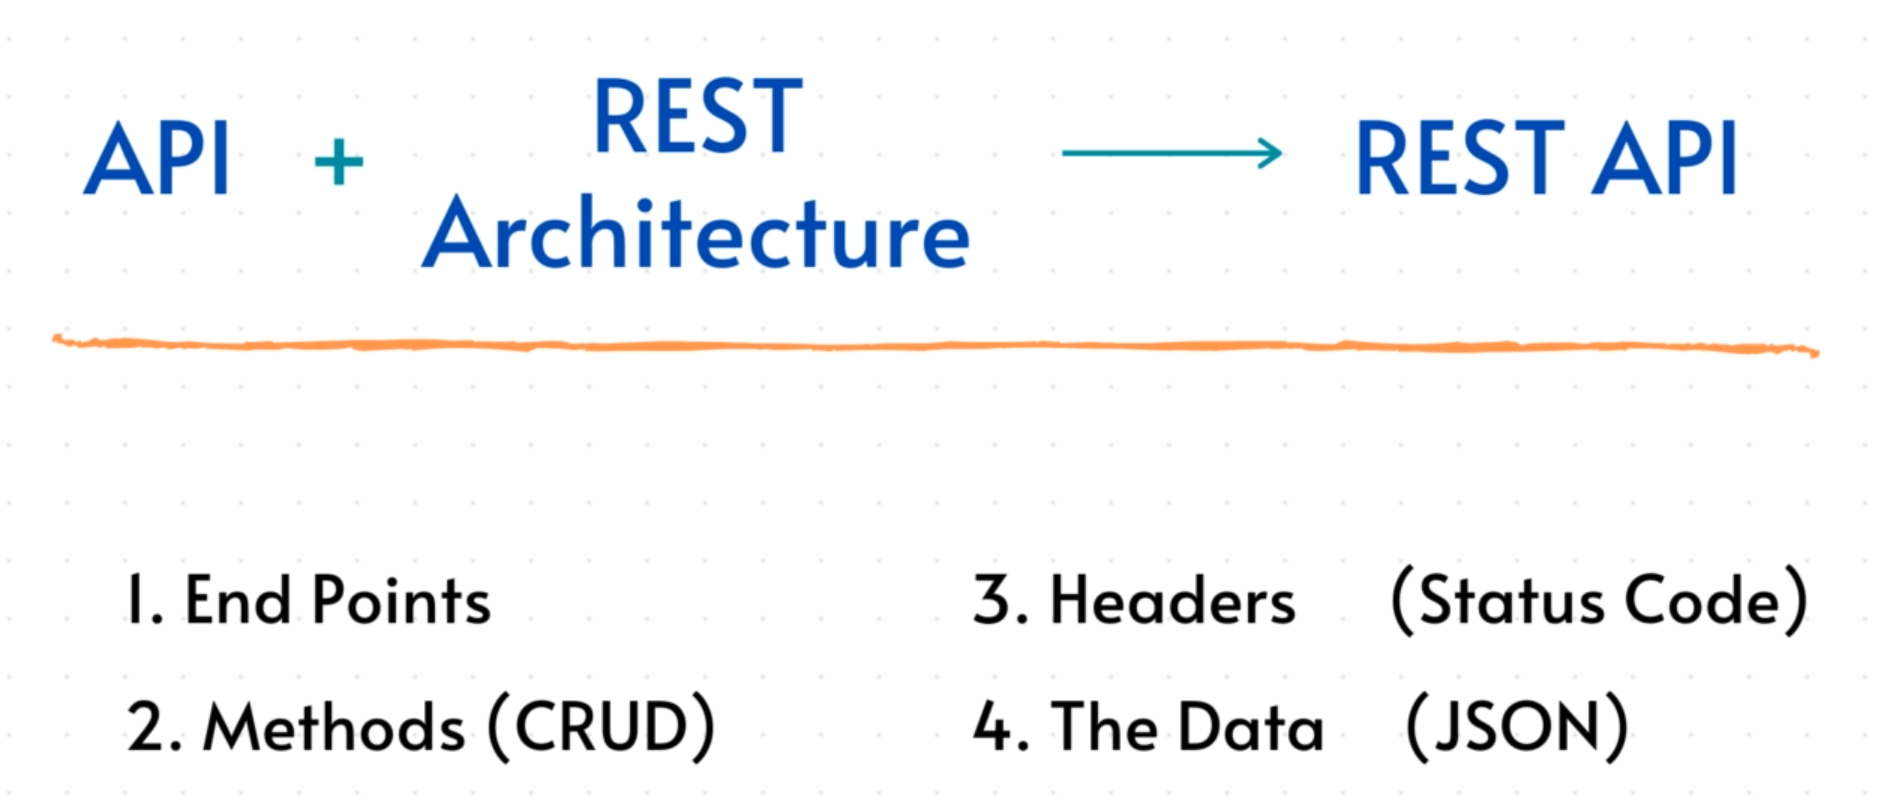 API + REST Architecture → REST API
1. End Points
2. Methods (CRUD)
3. Headers (Status Code)
4. The Data (JSON)